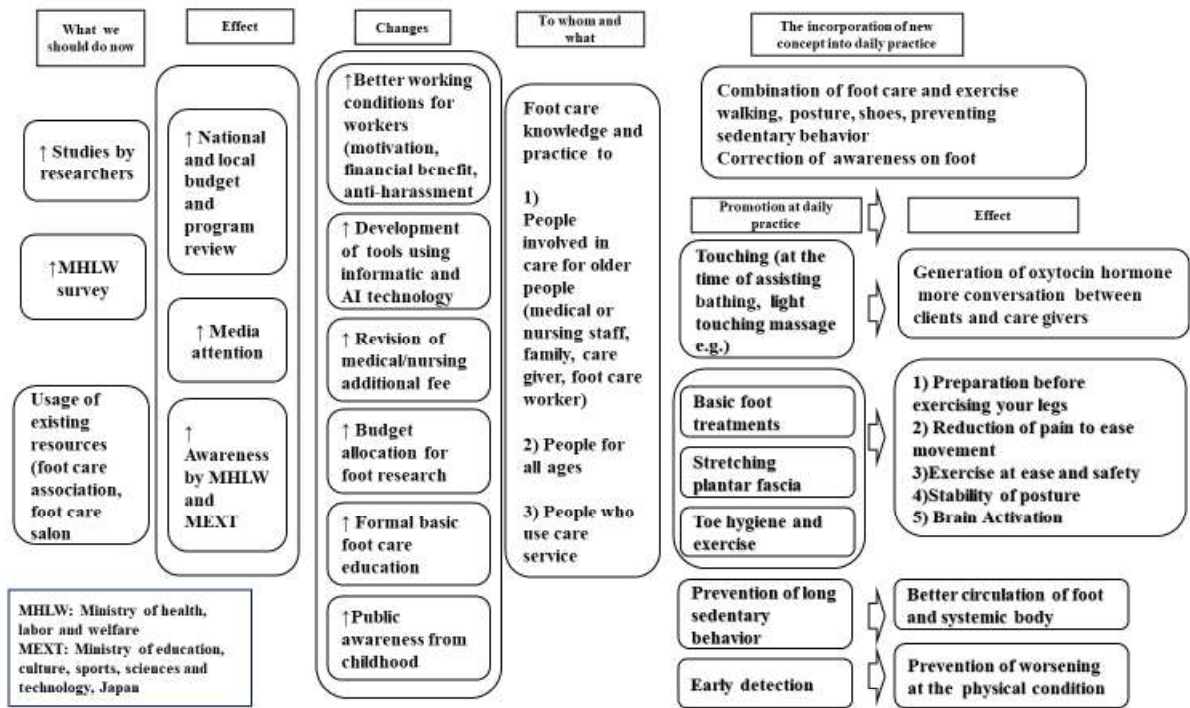 What we
should do now
↑ Studies by
researchers
↑MHLW
survey
Usage of
existing
resources
(foot care
association,
foot care
salon
MHLW: Ministry of health,
labor and welfare
MEXT: Ministry of education,
culture, sports, sciences and
technology, Japan
Effect
↑ National
and local
budget
and
program
review
↑ Media
attention
↑
Awareness
by MHLW
and
MEXT
Changes
↑Better working
conditions for
workers
(motivation,
financial benefit,
anti-harassment
↑ Development
of tools using
informatic and
AI technology
↑ Revision of
medical/nursing
additional fee
↑ Budget
allocation for
foot research
↑ Formal basic
foot care
education
↑Public
awareness from
childhood
To whom and
what
Foot care
knowledge and
practice to
1)
People
involved in
care for older
people
(medical or
nursing staff,
family, care
giver, foot care
worker)
2) People for
all ages
3) People who
use care
service
The incorporation of new
concept into daily practice
Combination of foot care and exercise
walking, posture, shoes, preventing
sedentary behavior
Correction of awareness on foot
Promotion at daily
practice
Effect
Touching (at the
time of assisting
bathing, light
touching massage
e.g.)
Generation of oxytocin hormone
more conversation between
clients and care givers
Basic foot
treatments
Stretching
plantar fascia
Toe hygiene and
exercise
1) Preparation before
exercising your legs
2) Reduction of pain to ease
movement
3)Exercise at ease and safety
4)Stability of posture
5) Brain Activation
Prevention of long
sedentary
behavior
Better circulation of foot
and systemic body
Early detection
Prevention of worsening
at the physical condition